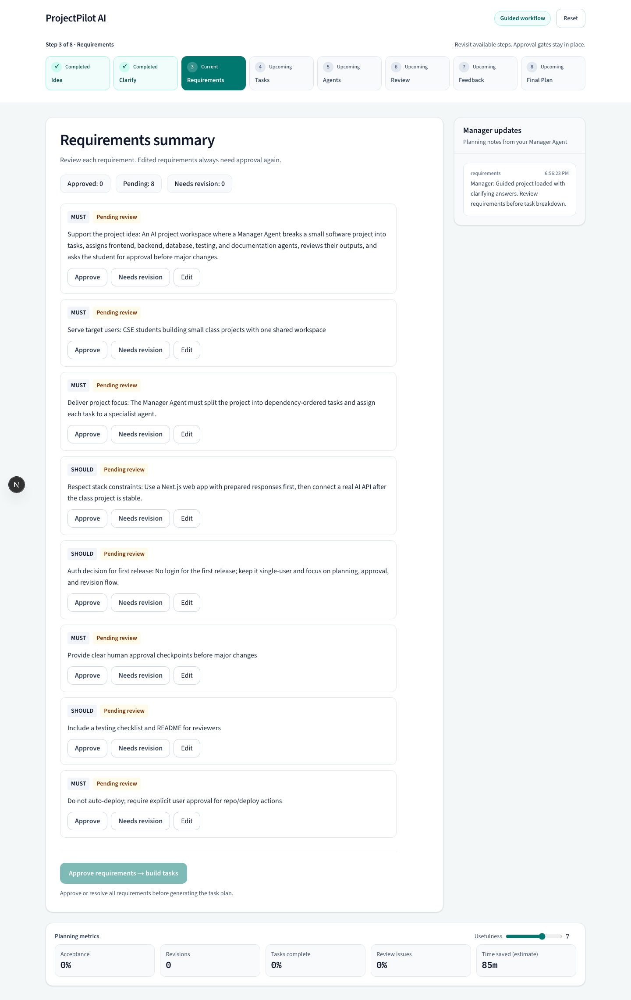 ProjectPilot AI
Guided workflow
Reset
Step 3 of 8 · Requirements
Revisit available steps. Approval gates stay in place.
✓ Completed
Idea
✓ Completed
Clarify
3 Current
Requirements
4 Upcoming
Tasks
5 Upcoming
Agents
6 Upcoming
Review
7 Upcoming
Feedback
8 Upcoming
Final Plan
Requirements summary
Review each requirement. Edited requirements always need approval again.
Approved: 0
Pending: 8
Needs revision: 0
MUST Pending review
Support the project idea: An AI project workspace where a Manager Agent breaks a small software project into
tasks, assigns frontend, backend, database, testing, and documentation agents, reviews their outputs, and
asks the student for approval before major changes.
Approve Needs revision Edit
MUST Pending review
Serve target users: CSE students building small class projects with one shared workspace
Approve Needs revision Edit
MUST Pending review
Deliver project focus: The Manager Agent must split the project into dependency-ordered tasks and assign
each task to a specialist agent.
Approve Needs revision Edit
SHOULD Pending review
Respect stack constraints: Use a Next.js web app with prepared responses first, then connect a real AI API after
the class project is stable.
Approve Needs revision Edit
SHOULD Pending review
Auth decision for first release: No login for the first release; keep it single-user and focus on planning, approval,
and revision flow.
Approve Needs revision Edit
MUST Pending review
Provide clear human approval checkpoints before major changes
Approve Needs revision Edit
SHOULD Pending review
Include a testing checklist and README for reviewers
Approve Needs revision Edit
MUST Pending review
Do not auto-deploy; require explicit user approval for repo/deploy actions
Approve Needs revision Edit
Approve requirements → build tasks
Approve or resolve all requirements before generating the task plan.
Manager updates
Planning notes from your Manager Agent
requirements 6:56:23 PM
Manager: Guided project loaded with
clarifying answers. Review
requirements before task breakdown.
N
Planning metrics
Usefulness 7
Acceptance
0%
Revisions
0
Tasks complete
0%
Review issues
0%
Time saved (estimate)
85m